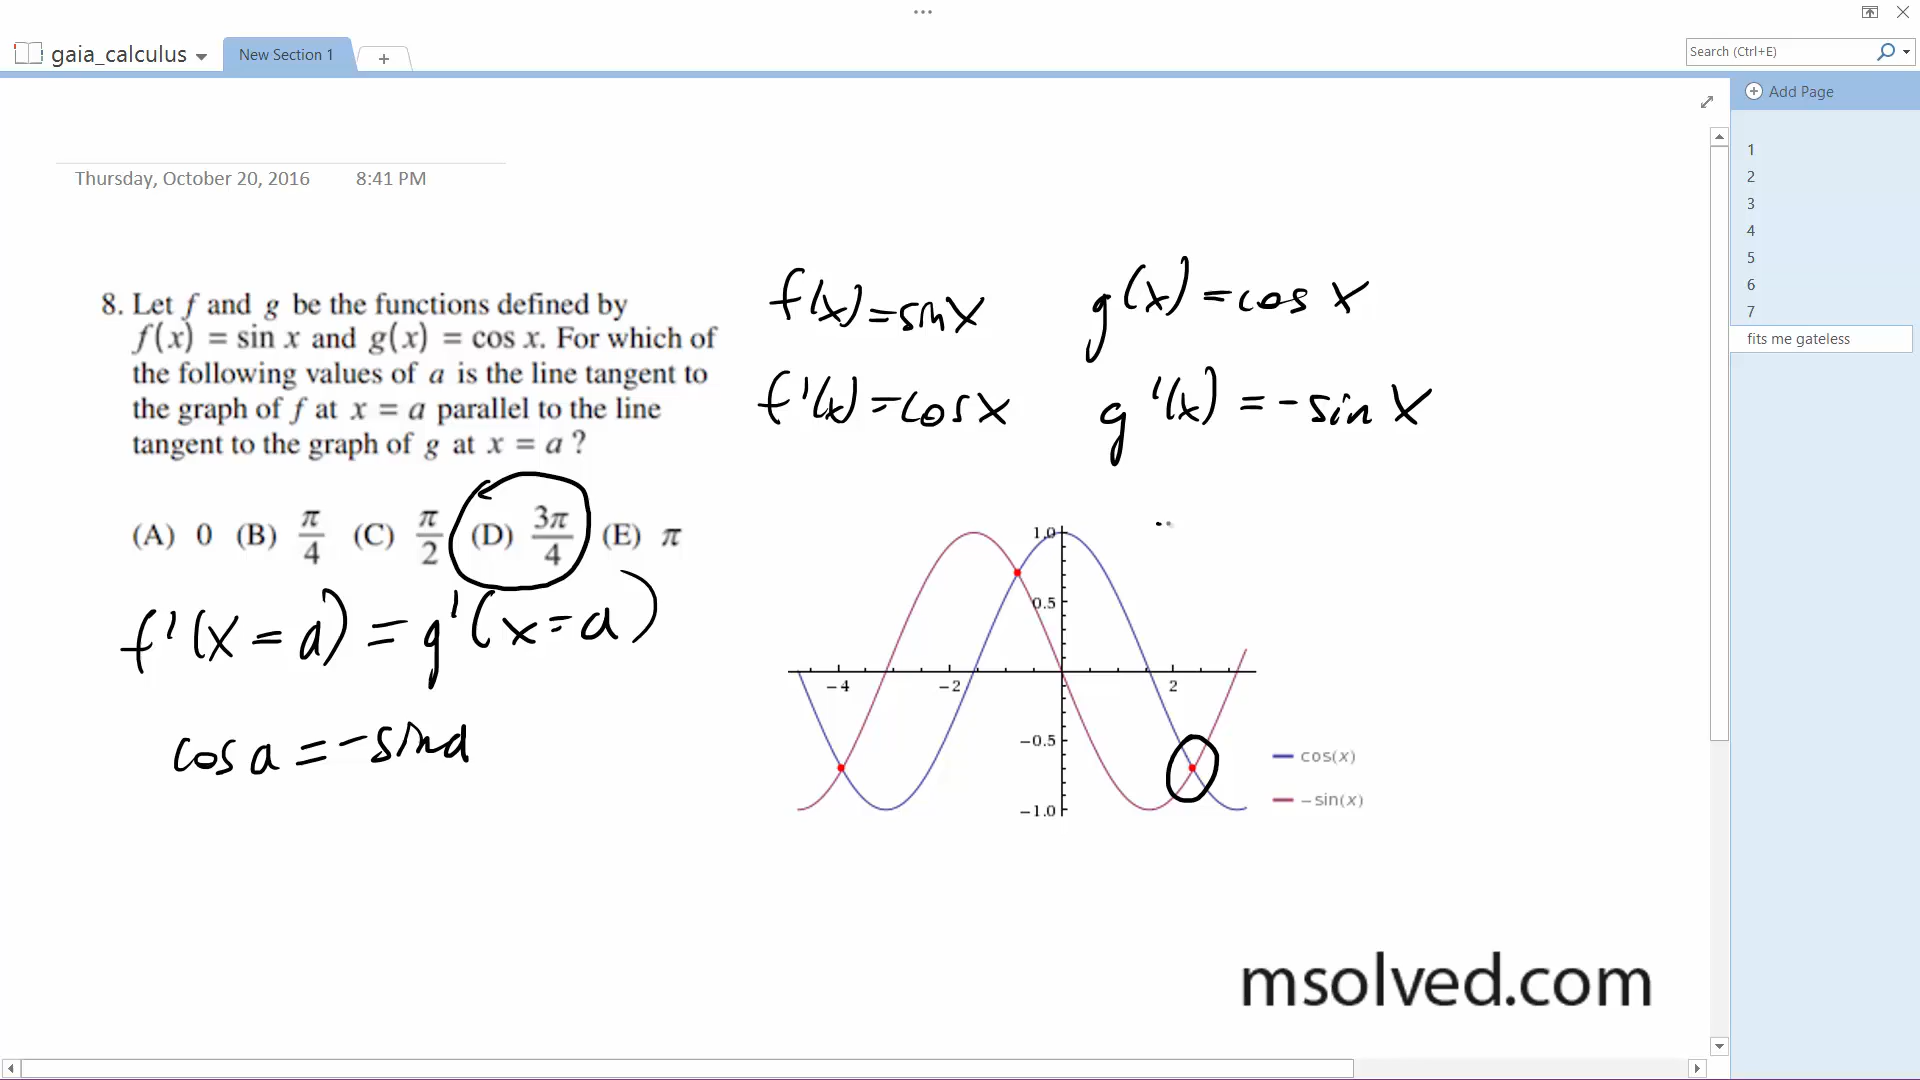 ...
gaia_calculus
New Section 1
+
Search (Ctrl+E)
Add Page
1
2
3
4
5
6
7
fits me gateless
Thursday, October 20, 2016 8:41 PM
8. Let f and g be the functions defined by
f(x) = sin x and g(x) = cos x. For which of
the following values of a is the line tangent to
the graph of f at x = a parallel to the line
tangent to the graph of g at x = a ?
(A) 0 (B) π/4 (C) π/2 (D) 3π/4 (E) π
f'(x = a) = g'(x = a)
cos a = -sin a
f(x) = sin x g(x) = cos x
f'(x) = cos x g'(x) = -sin x
1.0
0.5
-4 -2 2
-0.5
-1.0
cos(x)
-sin(x)
msolved.com